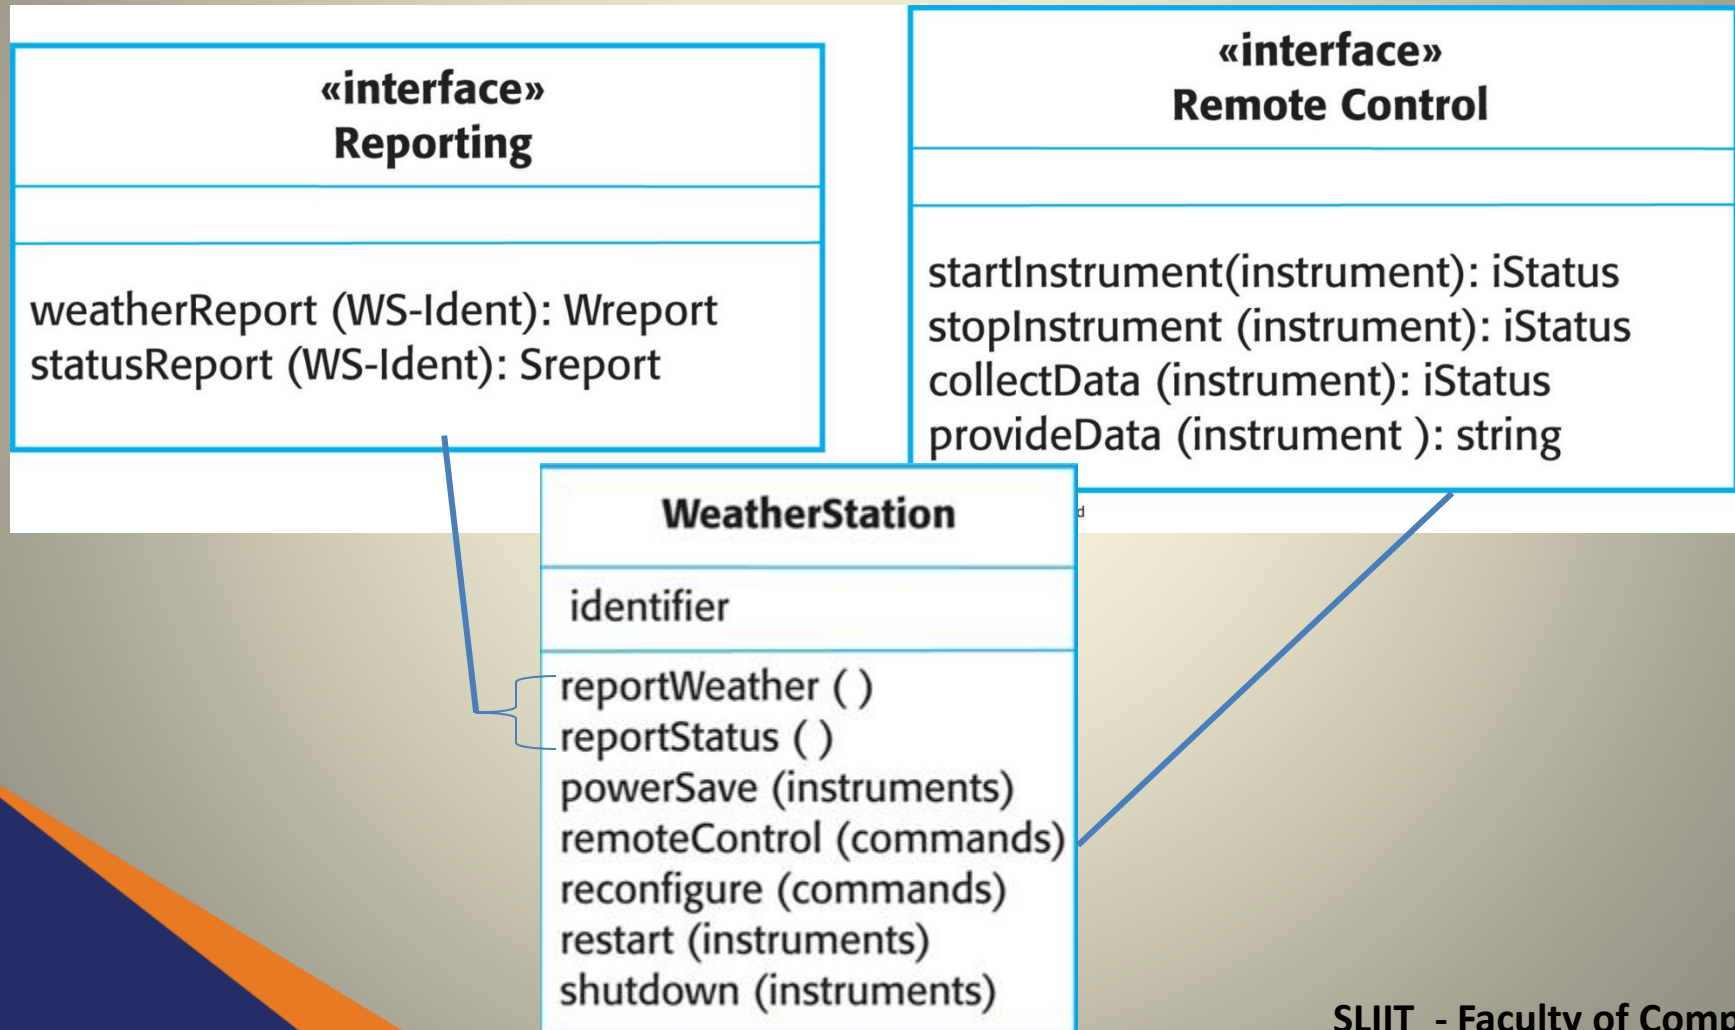 «interface»
Reporting
weatherReport (WS-Ident): Wreport
statusReport (WS-Ident): Sreport
«interface»
Remote Control
startInstrument(instrument): iStatus
stopInstrument (instrument): iStatus
collectData (instrument): iStatus
provideData (instrument ): string
WeatherStation
identifier
reportWeather ( )
reportStatus ( )
powerSave (instruments)
remoteControl (commands)
reconfigure (commands)
restart (instruments)
shutdown (instruments)
SLIIT - Faculty of Comp